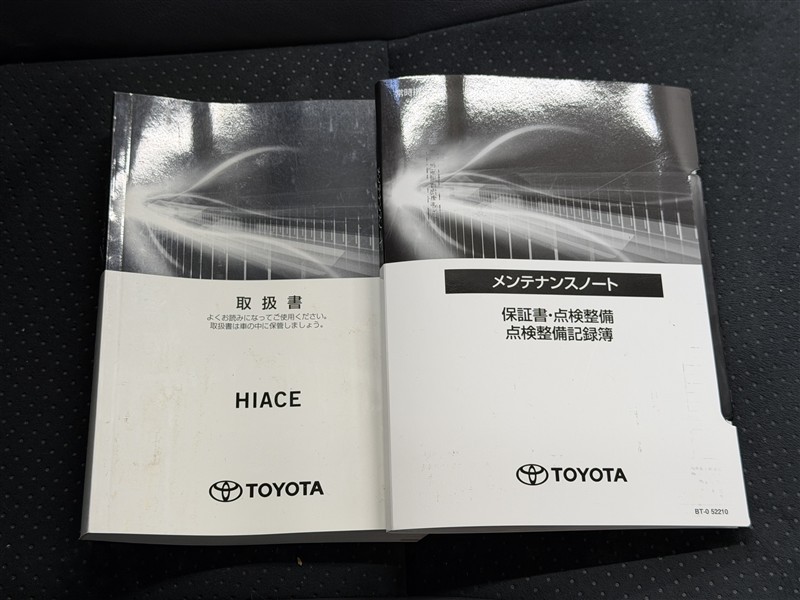 取扱書
よくお読みになってご使用ください。
取扱書は車の中に保管しましょう。
HIACE
TOYOTA
常時
メンテナンスノート
保証書・点検整備
点検整備記録簿
TOYOTA
BT-0 52210